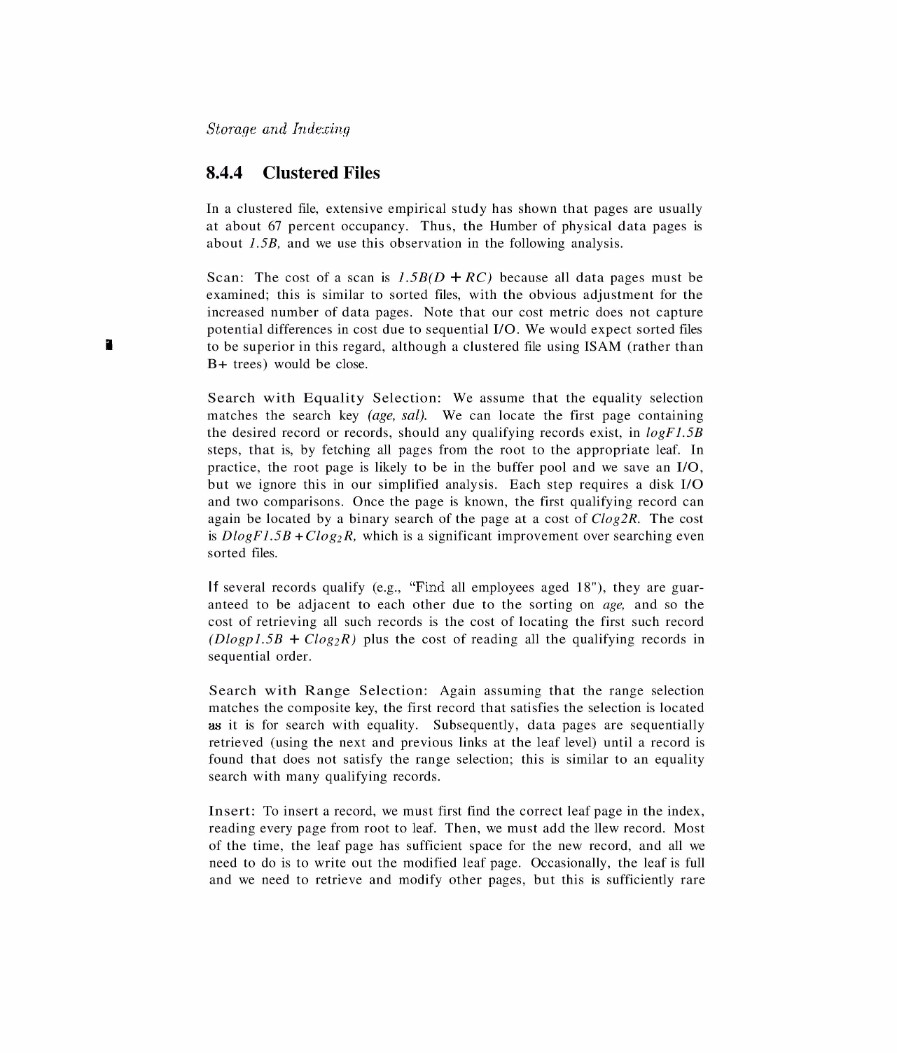 Storage and Indexing
8.4.4 Clustered Files
In a clustered file, extensive empirical study has shown that pages are usually
at about 67 percent occupancy. Thus, the Humber of physical data pages is
about 1.5B, and we use this observation in the following analysis.
Scan: The cost of a scan is 1.5B(D + RC) because all data pages must be
examined; this is similar to sorted files, with the obvious adjustment for the
increased number of data pages. Note that our cost metric does not capture
potential differences in cost due to sequential I/O. We would expect sorted files
to be superior in this regard, although a clustered file using ISAM (rather than
B+ trees) would be close.
Search with Equality Selection: We assume that the equality selection
matches the search key (age, sal). We can locate the first page containing
the desired record or records, should any qualifying records exist, in logF1.5B
steps, that is, by fetching all pages from the root to the appropriate leaf. In
practice, the root page is likely to be in the buffer pool and we save an I/O,
but we ignore this in our simplified analysis. Each step requires a disk I/O
and two comparisons. Once the page is known, the first qualifying record can
again be located by a binary search of the page at a cost of Clog2R. The cost
is DlogF1.5B +Clog2R, which is a significant improvement over searching even
sorted files.
If several records qualify (e.g., "Find all employees aged 18"), they are guar-
anteed to be adjacent to each other due to the sorting on age, and so the
cost of retrieving all such records is the cost of locating the first such record
(Dlogp1.5B + Clog2R) plus the cost of reading all the qualifying records in
sequential order.
Search with Range Selection: Again assuming that the range selection
matches the composite key, the first record that satisfies the selection is located
as it is for search with equality. Subsequently, data pages are sequentially
retrieved (using the next and previous links at the leaf level) until a record is
found that does not satisfy the range selection; this is similar to an equality
search with many qualifying records.
Insert: To insert a record, we must first find the correct leaf page in the index,
reading every page from root to leaf. Then, we must add the llew record. Most
of the time, the leaf page has sufficient space for the new record, and all we
need to do is to write out the modified leaf page. Occasionally, the leaf is full
and we need to retrieve and modify other pages, but this is sufficiently rare